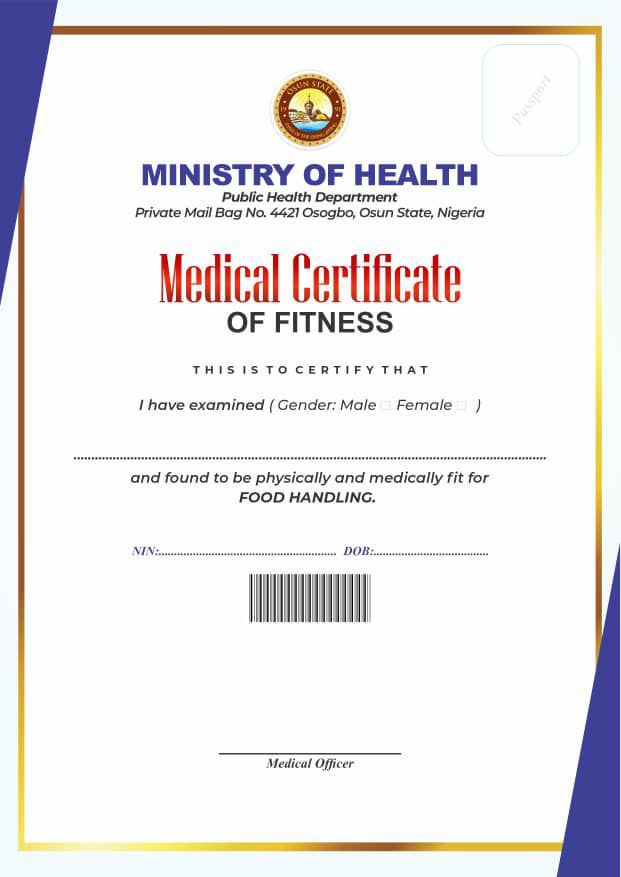 Passport
OSUN STATE
MINISTRY OF HEALTH
Public Health Department
Private Mail Bag No. 4421 Osogbo, Osun State, Nigeria
Medical Certificate
OF FITNESS
THIS IS TO CERTIFY THAT
I have examined ( Gender: Male □ Female □ )
................................................................................
and found to be physically and medically fit for
FOOD HANDLING.
NIN:........................................................... DOB:......................................
Medical Officer